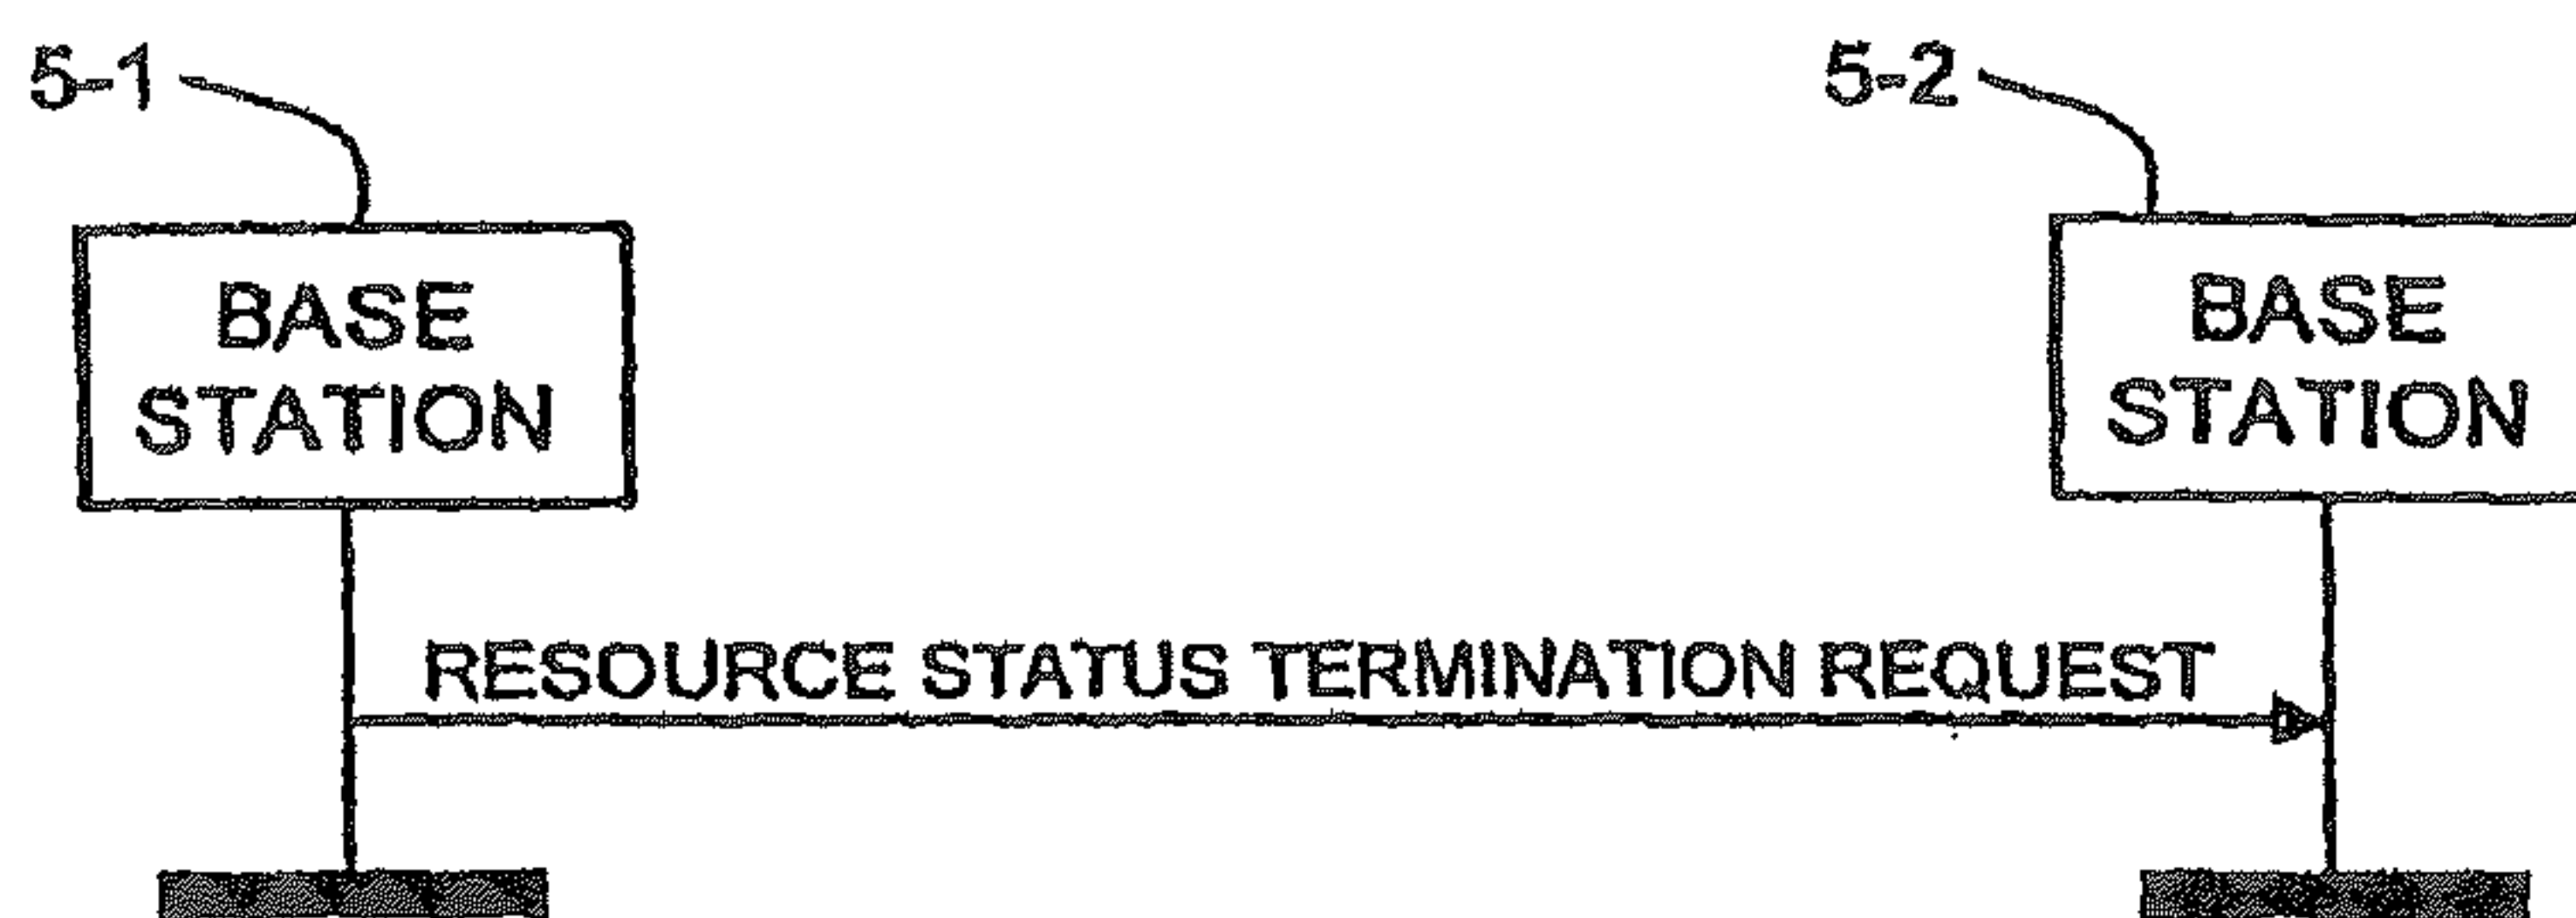 5-1
5-2
BASE
STATION
BASE
STATION
RESOURCE STATUS TERMINATION REQUEST